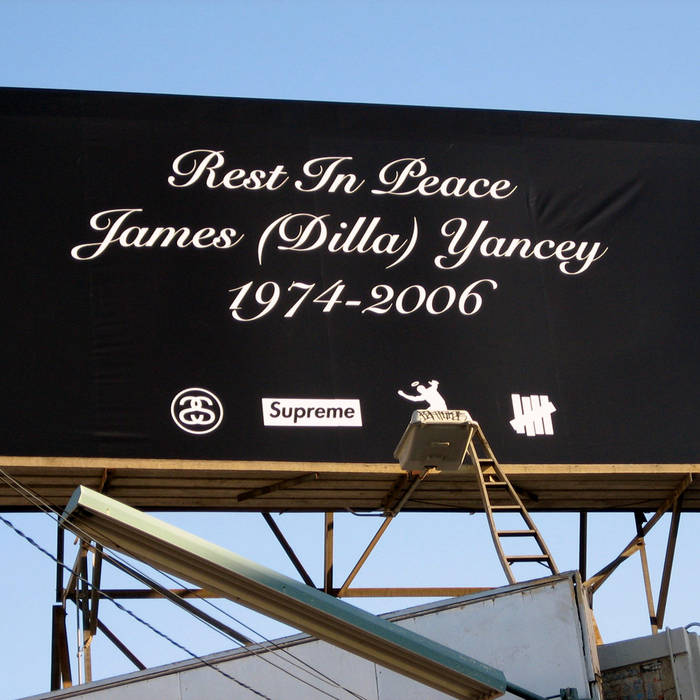 Rest In Peace
James (Dilla) Yancey
1974-2006
Supreme